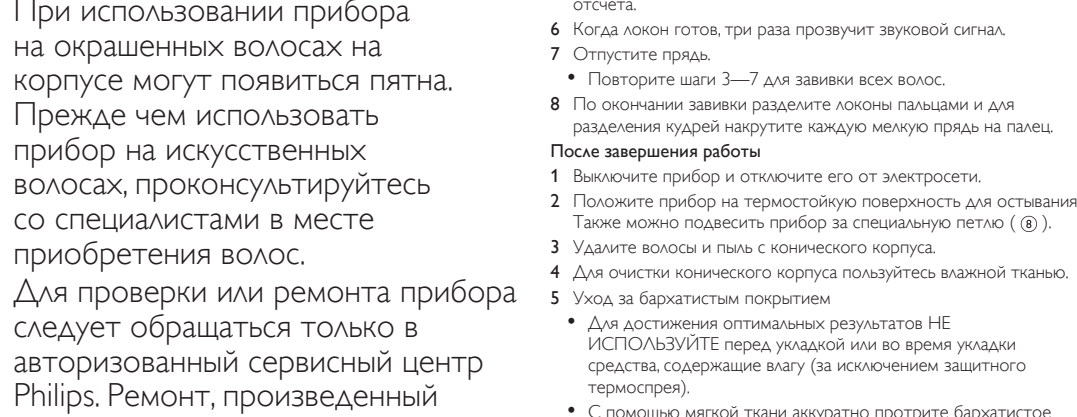 При использовании прибора
на окрашенных волосах на
корпусе могут появиться пятна.
Прежде чем использовать
прибор на искусственных
волосах, проконсультируйтесь
со специалистами в месте
приобретения волос.
Для проверки или ремонта прибора
следует обращаться только в
авторизованный сервисный центр
Philips. Ремонт, произведенный
отсчета.
6 Когда локон готов, три раза прозвучит звуковой сигнал.
7 Отпустите прядь.
• Повторите шаги 3—7 для завивки всех волос.
8 По окончании завивки разделите локоны пальцами и для
разделения кудрей накрутите каждую мелкую прядь на палец.
После завершения работы
1 Выключите прибор и отключите его от электросети.
2 Положите прибор на термостойкую поверхность для остывания
Также можно подвесить прибор за специальную петлю ( ⑧ ).
3 Удалите волосы и пыль с конического корпуса.
4 Для очистки конического корпуса пользуйтесь влажной тканью.
5 Уход за бархатистым покрытием
• Для достижения оптимальных результатов НЕ
ИСПОЛЬЗУЙТЕ перед укладкой или во время укладки
средства, содержащие влагу (за исключением защитного
термоспрея).
• С помощью мягкой ткани аккуратно протрите бархатистое